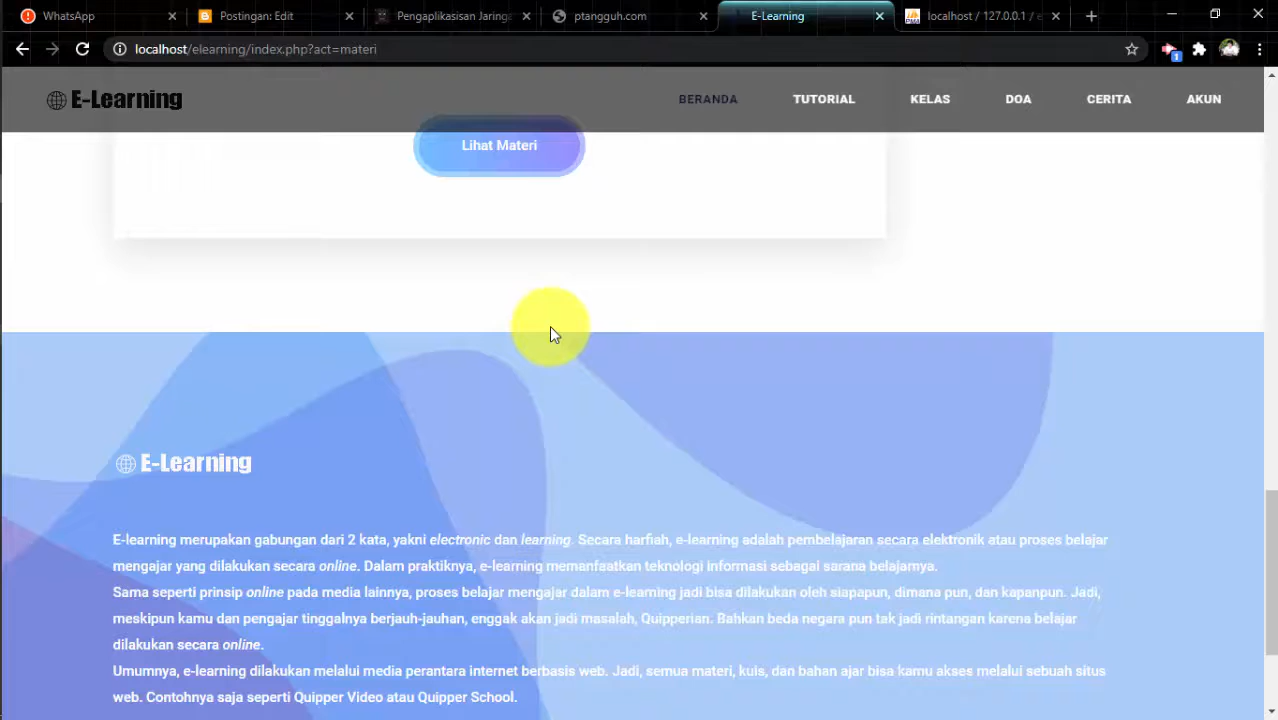 WhatsApp
Postingan: Edit
Pengaplikasisan Jaringa
ptangguh.com
E-Learning
localhost / 127.0.0.1 / e
localhost/elearning/index.php?act=materi
1
E-Learning
BERANDA
TUTORIAL
KELAS
DOA
CERITA
AKUN
Lihat Materi
E-Learning
E-learning merupakan gabungan dari 2 kata, yakni electronic dan learning. Secara harfiah, e-learning adalah pembelajaran secara elektronik atau proses belajar
mengajar yang dilakukan secara online. Dalam praktiknya, e-learning memanfaatkan teknologi informasi sebagai sarana belajarnya.
Sama seperti prinsip online pada media lainnya, proses belajar mengajar dalam e-learning jadi bisa dilakukan oleh siapapun, dimana pun, dan kapanpun. Jadi,
meskipun kamu dan pengajar tinggalnya berjauh-jauhan, enggak akan jadi masalah, Quipperian. Bahkan beda negara pun tak jadi rintangan karena belajar
dilakukan secara online.
Umumnya, e-learning dilakukan melalui media perantara internet berbasis web. Jadi, semua materi, kuis, dan bahan ajar bisa kamu akses melalui sebuah situs
web. Contohnya saja seperti Quipper Video atau Quipper School.